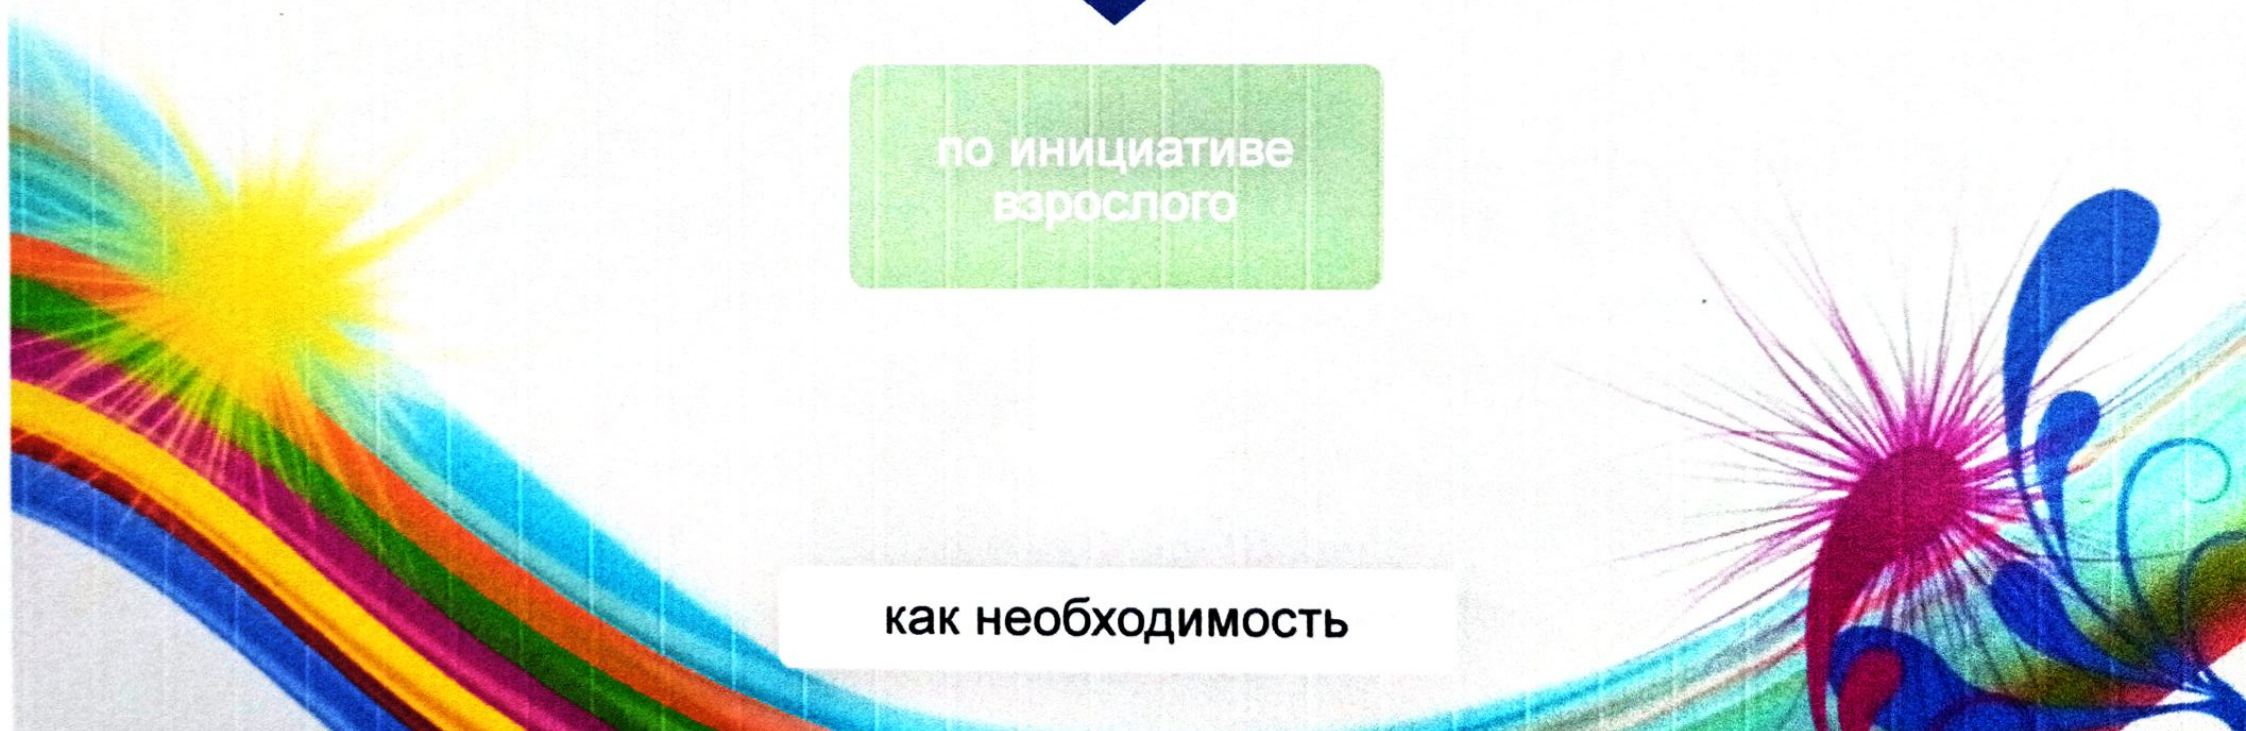 по инициативе
взрослого
как необходимость